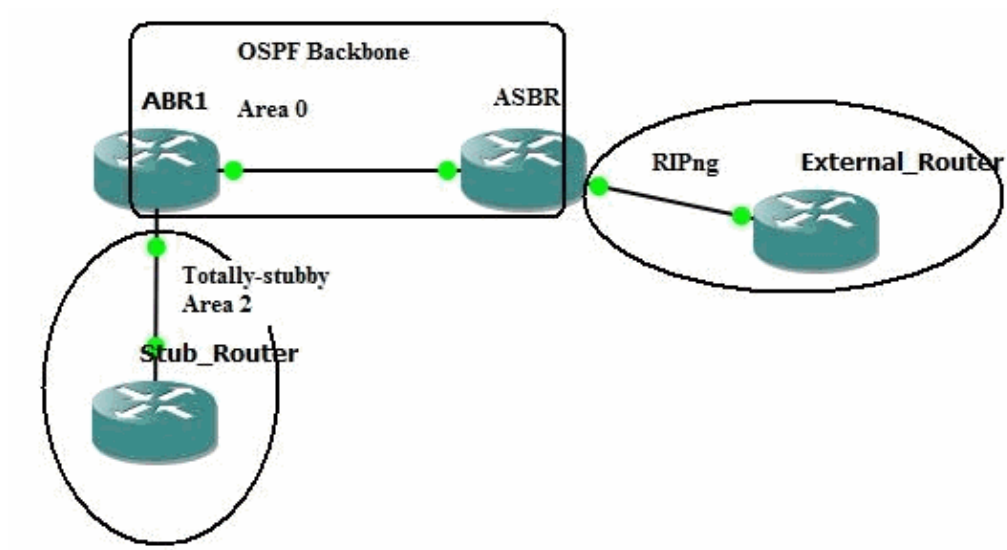 OSPF Backbone
ABR1
Area 0
ASBR
RIPng
External_Router
Totally-stubby
Area 2
Stub_Router